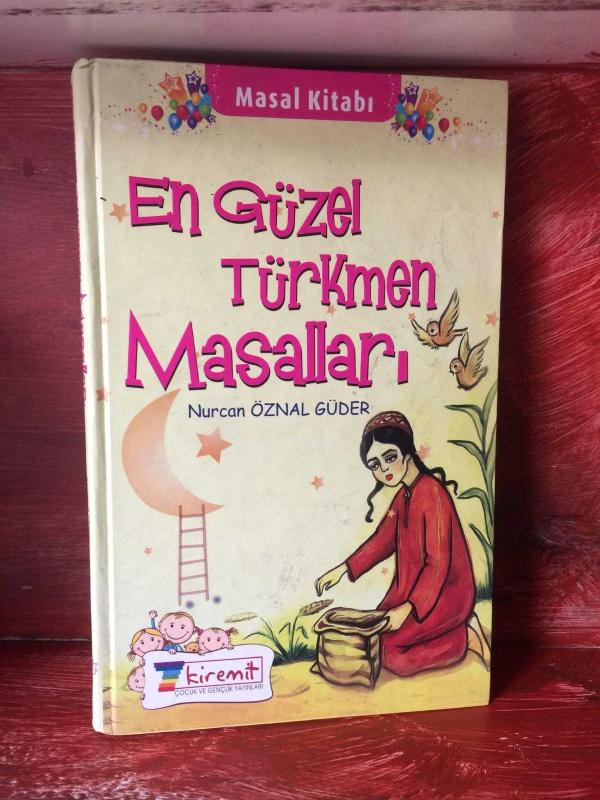 Masal Kitabı
En Güzel
Türkmen
Masalları
Nurcan ÖZNAL GÜDER
kiremit
ÇOCUK VE GENÇLİK YAYINLARI